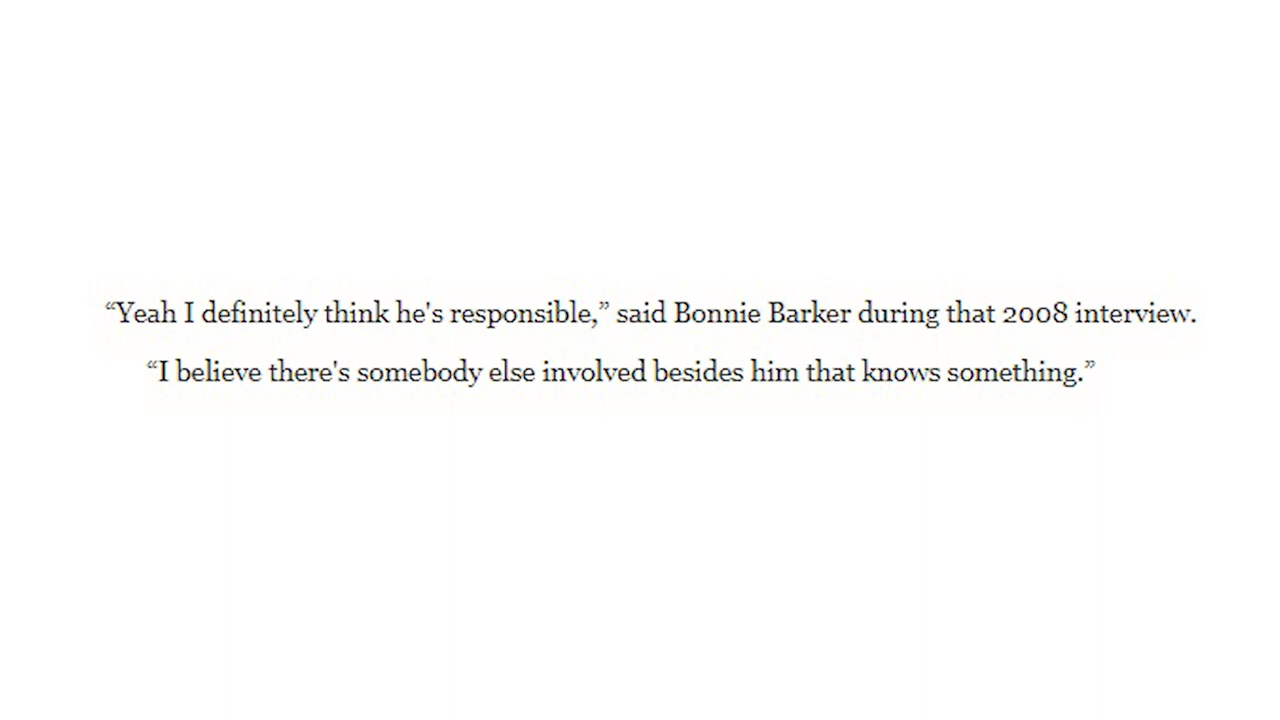 “Yeah I definitely think he's responsible,” said Bonnie Barker during that 2008 interview.
“I believe there's somebody else involved besides him that knows something.”